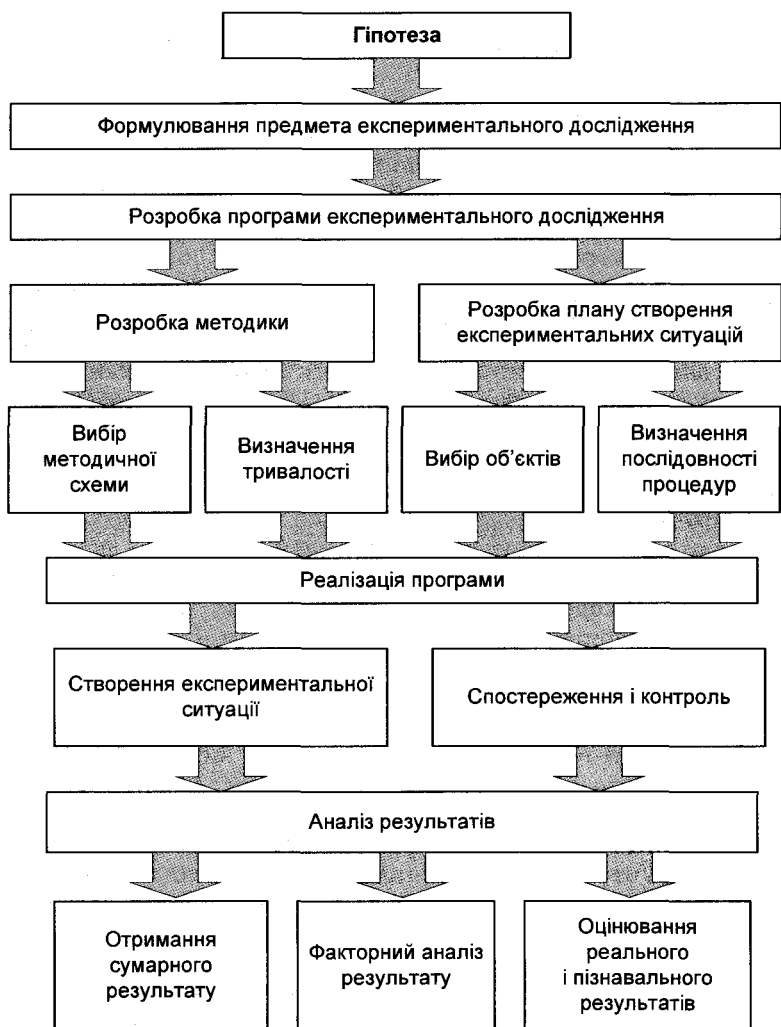 Гіпотеза
Формулювання предмета експериментального дослідження
Розробка програми експериментального дослідження
Розробка методики
Розробка плану створення
експериментальних ситуацій
Вибір
методичної
схеми
Визначення
тривалості
Вибір об’єктів
Визначення
послідовності
процедур
Реалізація програми
Створення експериментальної
ситуації
Спостереження і контроль
Аналіз результатів
Отримання
сумарного
результату
Факторний аналіз
результату
Оцінювання
реального
і пізнавального
результатів